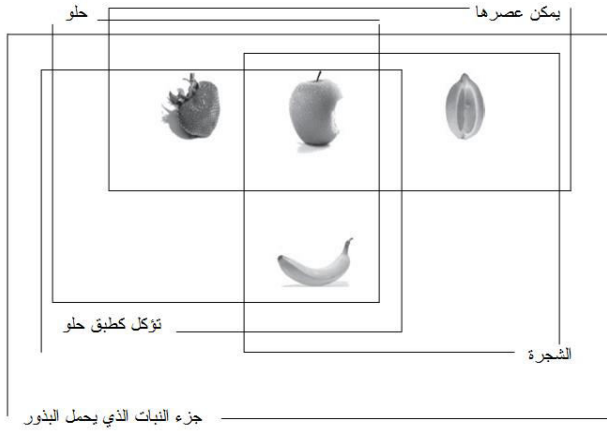 يمكن عصرها
حلو
تؤكل كطبق حلو
الشجرة
جزء النبات الذي يحمل البذور